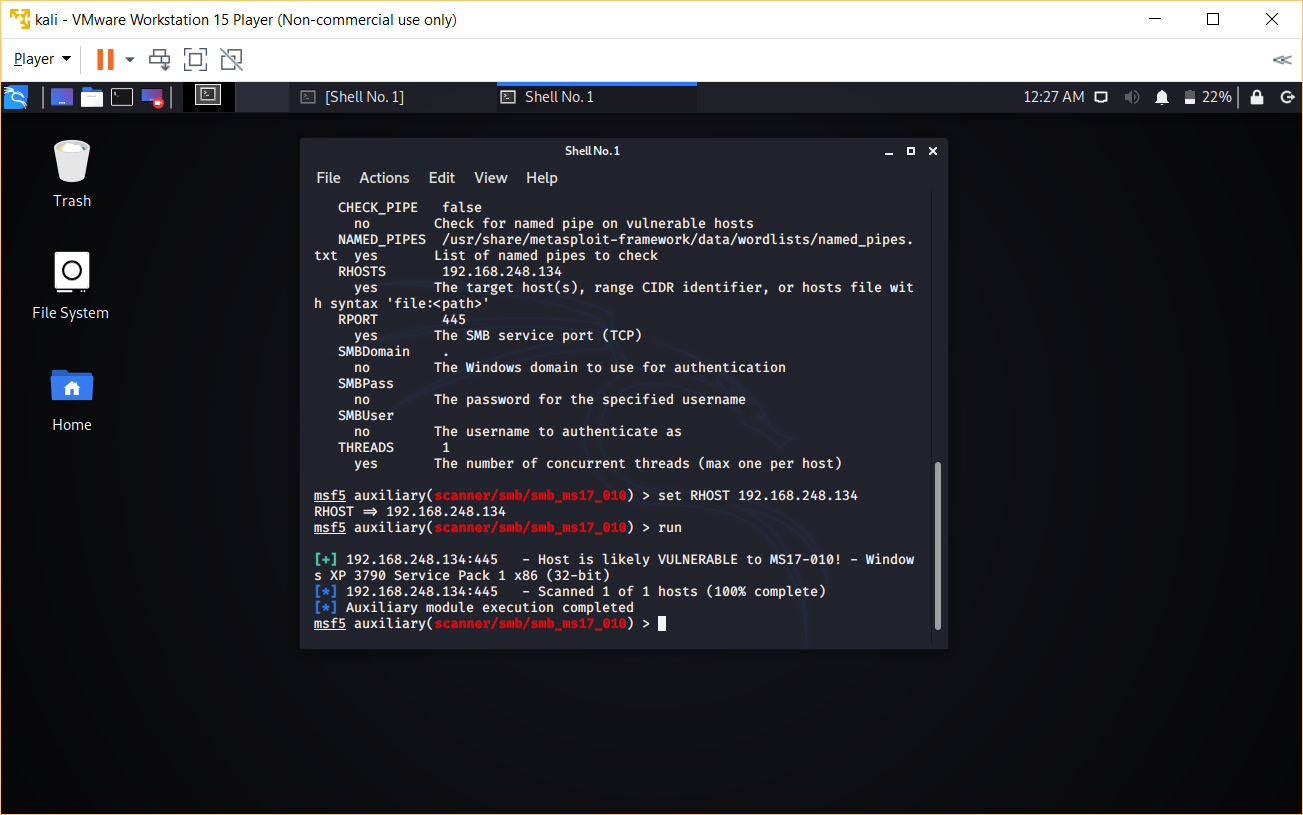 kali - VMware Workstation 15 Player (Non-commercial use only)
Player
[Shell No. 1]
Shell No. 1
12:27 AM
22%
Trash
File System
Home
Shell No. 1
File Actions Edit View Help
CHECK_PIPE false
no Check for named pipe on vulnerable hosts
NAMED_PIPES /usr/share/metasploit-framework/data/wordlists/named_pipes.
txt yes List of named pipes to check
RHOSTS 192.168.248.134
yes The target host(s), range CIDR identifier, or hosts file wit
h syntax 'file:<path>'
RPORT 445
yes The SMB service port (TCP)
SMBDomain .
no The Windows domain to use for authentication
SMBPass
no The password for the specified username
SMBUser
no The username to authenticate as
THREADS 1
yes The number of concurrent threads (max one per host)
msf5 auxiliary(scanner/smb/smb_ms17_010) > set RHOST 192.168.248.134
RHOST => 192.168.248.134
msf5 auxiliary(scanner/smb/smb_ms17_010) > run
[+] 192.168.248.134:445 - Host is likely VULNERABLE to MS17-010! - Window
s XP 3790 Service Pack 1 x86 (32-bit)
[*] 192.168.248.134:445 - Scanned 1 of 1 hosts (100% complete)
[*] Auxiliary module execution completed
msf5 auxiliary(scanner/smb/smb_ms17_010) >